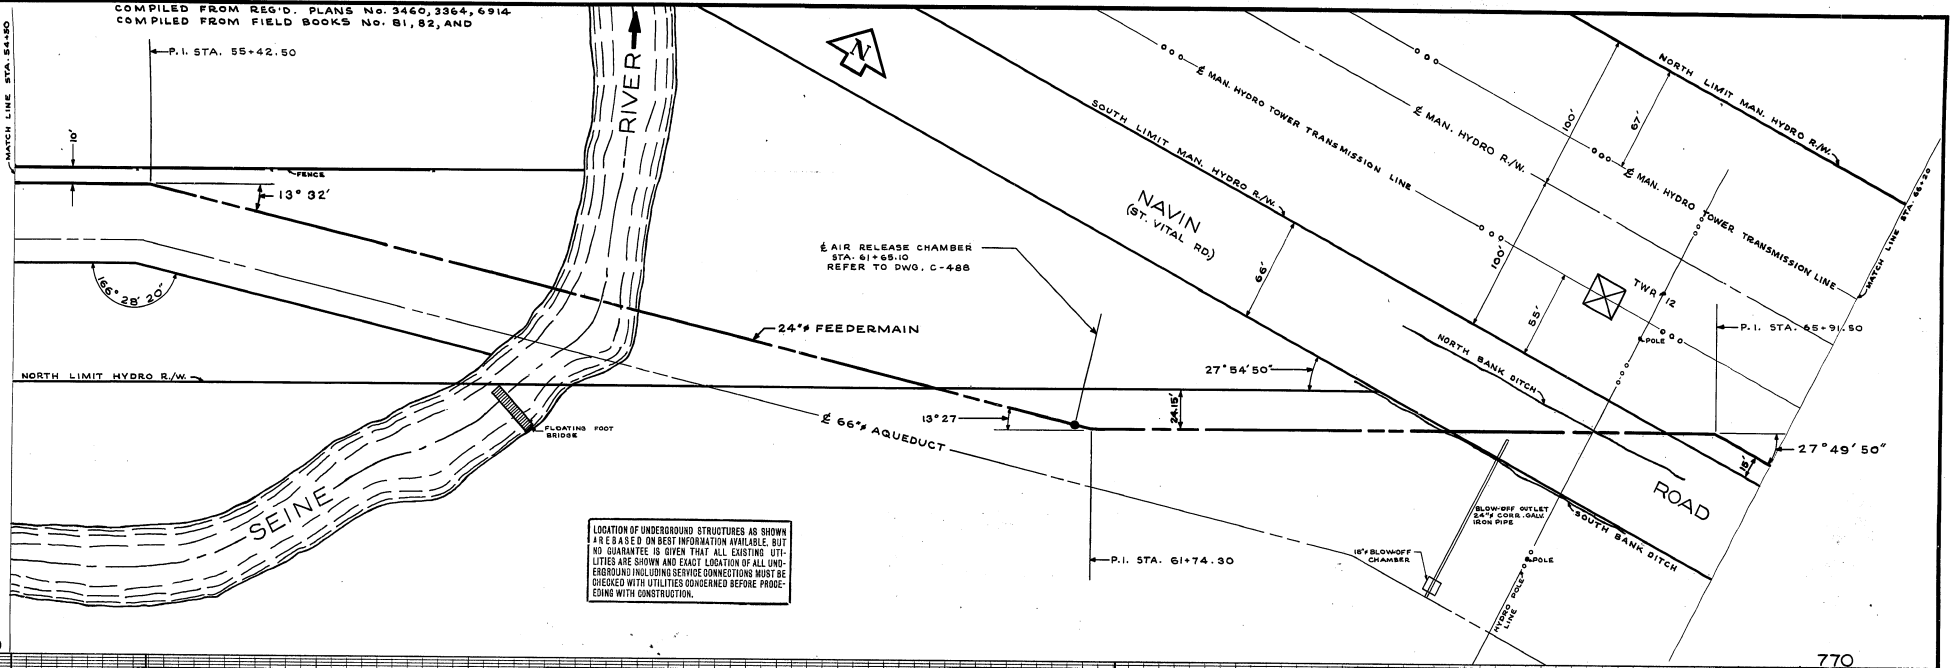 COMPILED FROM REG'D. PLANS No. 3460, 3364, 6914
COMPILED FROM FIELD BOOKS No. 81, 82, AND
MATCH LINE STA. 54+50
P.I. STA. 55+42.50
10'
FENCE
13° 32'
166° 28' 20"
NORTH LIMIT HYDRO R./W.
RIVER
SEINE
FLOATING FOOT
BRIDGE
24"⌀ FEEDERMAIN
N
℄ AIR RELEASE CHAMBER
STA. 61+65.10
REFER TO DWG. C-488
℄ 66"⌀ AQUEDUCT
13° 27
24.15'
27° 54' 50"
P.I. STA. 61+74.30
LOCATION OF UNDERGROUND STRUCTURES AS SHOWN
ARE BASED ON BEST INFORMATION AVAILABLE, BUT
NO GUARANTEE IS GIVEN THAT ALL EXISTING UTI-
LITIES ARE SHOWN AND EXACT LOCATION OF ALL UND-
ERGROUND INCLUDING SERVICE CONNECTIONS MUST BE
CHECKED WITH UTILITIES CONCERNED BEFORE PROCE-
EDING WITH CONSTRUCTION.
NAVIN
(ST. VITAL RD.)
ROAD
66'
SOUTH LIMIT MAN. HYDRO R./W.
℄ MAN. HYDRO TOWER TRANSMISSION LINE
℄ MAN. HYDRO R./W.
℄ MAN. HYDRO TOWER TRANSMISSION LINE
NORTH LIMIT MAN. HYDRO R./W.
100'
67'
100'
55'
TWR # 12
POLE
P.I. STA. 65+91.50
MATCH LINE STA. 66+20
NORTH BANK DITCH
15'
27° 49' 50"
BLOW-OFF OUTLET
24"⌀ CORR. GALV.
IRON PIPE
SOUTH BANK DITCH
18"⌀ BLOW-OFF
CHAMBER
POLE
HYDRO POLE
LINE
770